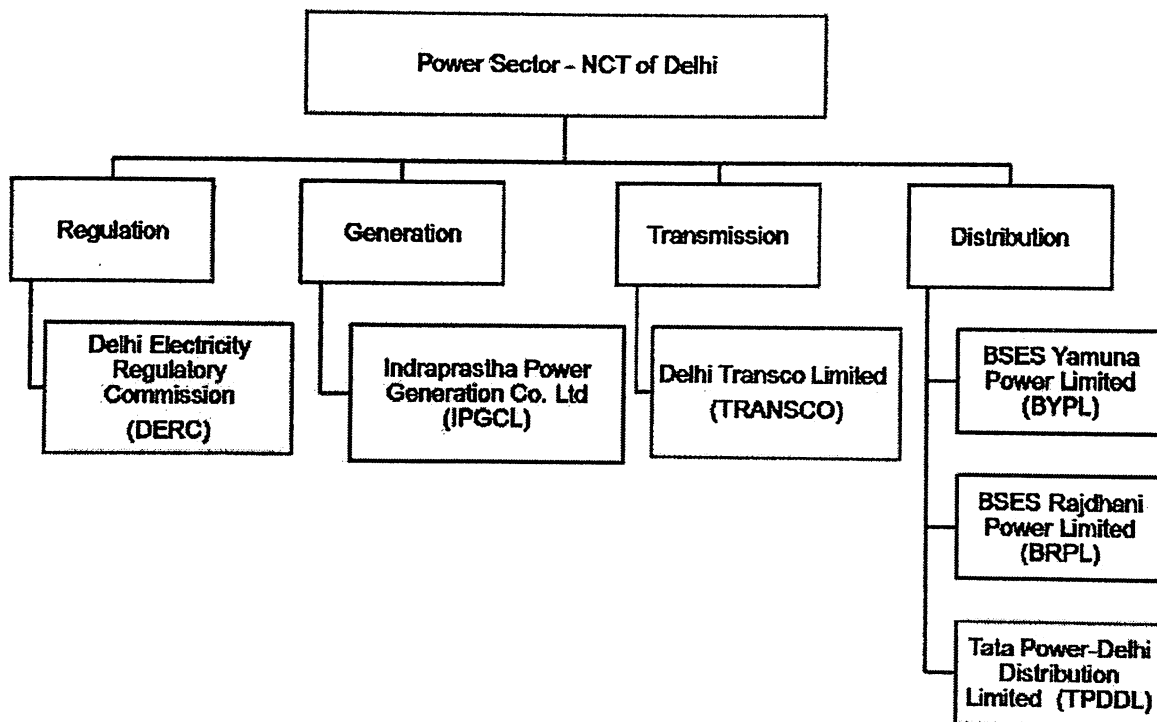 Power Sector - NCT of Delhi
Regulation
Generation
Transmission
Distribution
Delhi Electricity
Regulatory
Commission
(DERC)
Indraprastha Power
Generation Co. Ltd
(IPGCL)
Delhi Transco Limited
(TRANSCO)
BSES Yamuna
Power Limited
(BYPL)
BSES Rajdhani
Power Limited
(BRPL)
Tata Power-Delhi
Distribution
Limited (TPDDL)